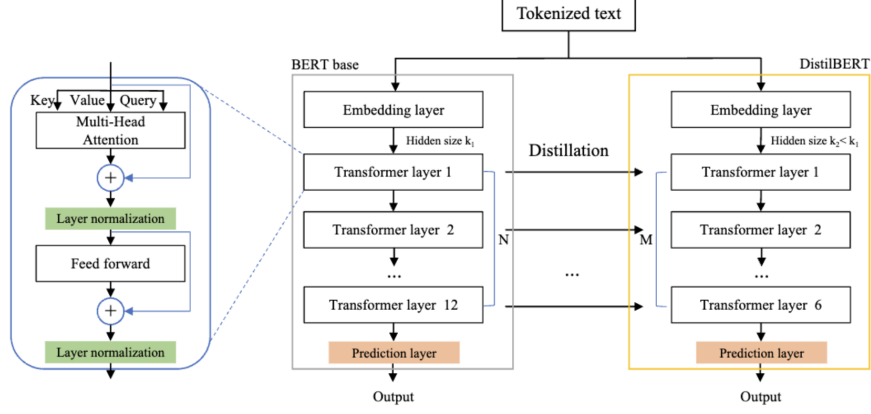 Tokenized text
BERT base
DistilBERT
Key
Value
Query
Multi-Head
Attention
+
Layer normalization
Feed forward
+
Layer normalization
Embedding layer
Hidden size k₁
Transformer layer 1
Transformer layer 2
...
Transformer layer 12
N
Prediction layer
Output
Distillation
...
Embedding layer
Hidden size k₂< k₁
Transformer layer 1
Transformer layer 2
...
Transformer layer 6
M
Prediction layer
Output